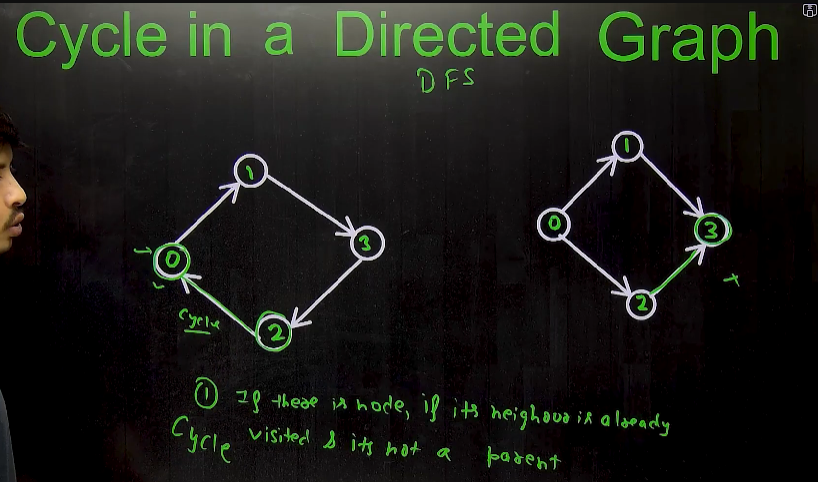 Cycle in a Directed Graph
DFS
1
1
0
3
0
3
2
2
Cycle
① If there is node, if its neighour is already
Cycle visited & its not a parent